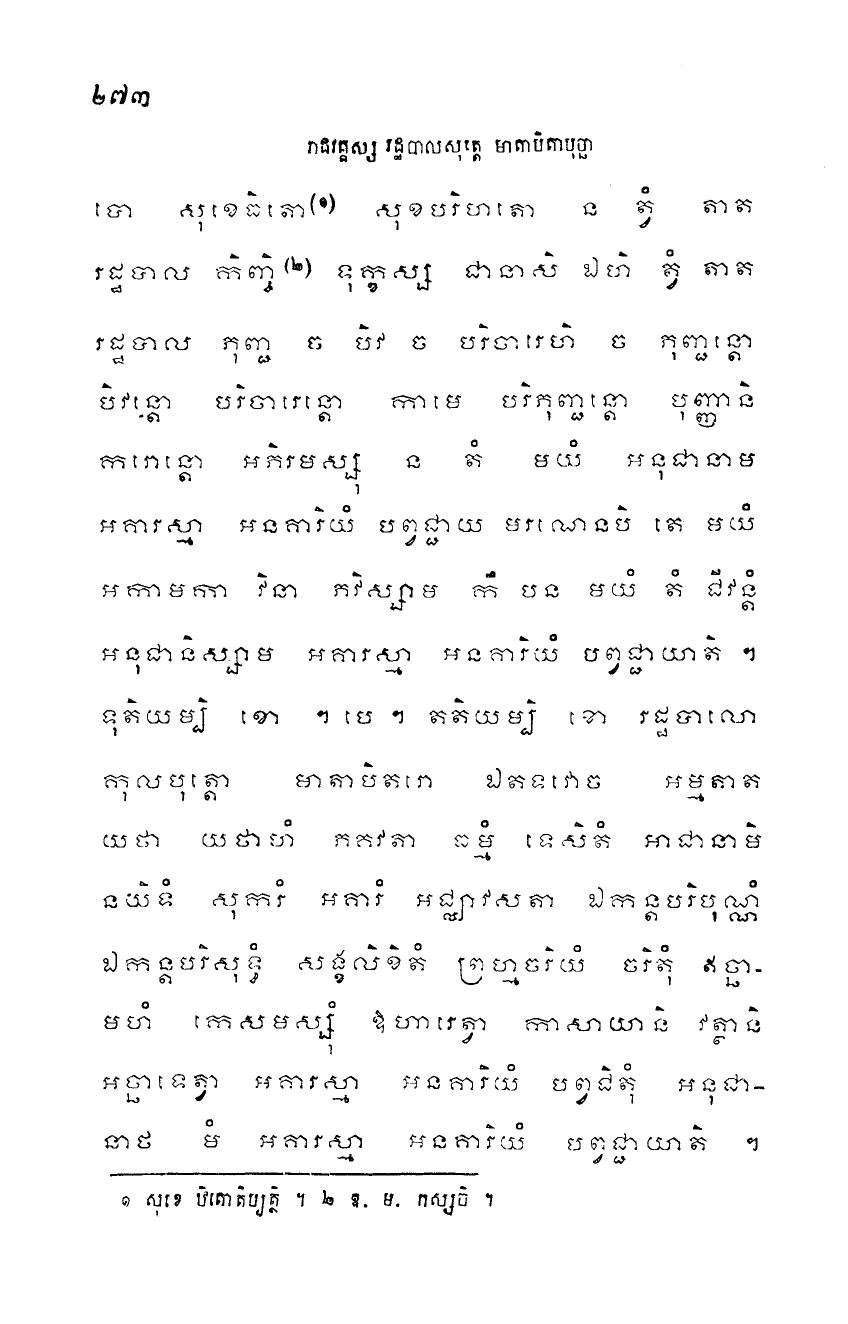 ២៧៣
រាជវគ្គស្ស រដ្ឋបាលសុត្តេ មាតាបិតាបុច្ឆា
បោ សុខេធិតោ(១) សុខបរិហតោ ន ត្វំ តាត
រដ្ឋបាល កិញ្ចិ(២) ទុក្ខស្ស ជានាសិ ឯហិ ត្វំ តាត
រដ្ឋបាល ភុញ្ជ ច បិវ ច បរិចារេហិ ច ភុញ្ជន្តោ
បិវន្តោ បរិចារេន្តោ កាមេ បរិភុញ្ជន្តោ បុញ្ញានិ
ករោន្តោ អភិរមស្សុ ន តំ មយំ អនុជានាម
អគារស្មា អនគារិយំ បព្វជ្ជាយ មរណេនបិ តេ មយំ
អកាមកា វិនា ភវិស្សាម កឹ បន មយំ តំ ជីវន្តំ
អនុជានិស្សាម អគារស្មា អនគារិយំ បព្វជ្ជាយាតិ ។
ទុតិយម្បិ ខោ ។ បេ ។ តតិយម្បិ ខោ រដ្ឋបាលោ
កុលបុត្តោ មាតាបិតរោ ឯតទវោច អម្មតាត
យថា យថាហំ ភគវតា ធម្មំ ទេសិតំ អាជានាមិ
នយិទំ សុករំ អគារំ អជ្ឈាវសតា ឯកន្តបរិបុណ្ណំ
ឯកន្តបរិសុទ្ធំ សង្ខលិខិតំ ព្រហ្មចរិយំ ចរិតុំ ឥច្ឆា-
មហំ កេសមស្សុំ ឱហារេត្វា កាសាយានិ វត្ថានិ
អច្ឆាទេត្វា អគារស្មា អនគារិយំ បព្វជិតុំ អនុជា-
នាថ មំ អគារស្មា អនគារិយំ បព្វជ្ជាយាតិ ។
១ សុខេ ឋិតោតិប្យត្ថិ ។ ២ ឱ. ម. កស្សចិ ។